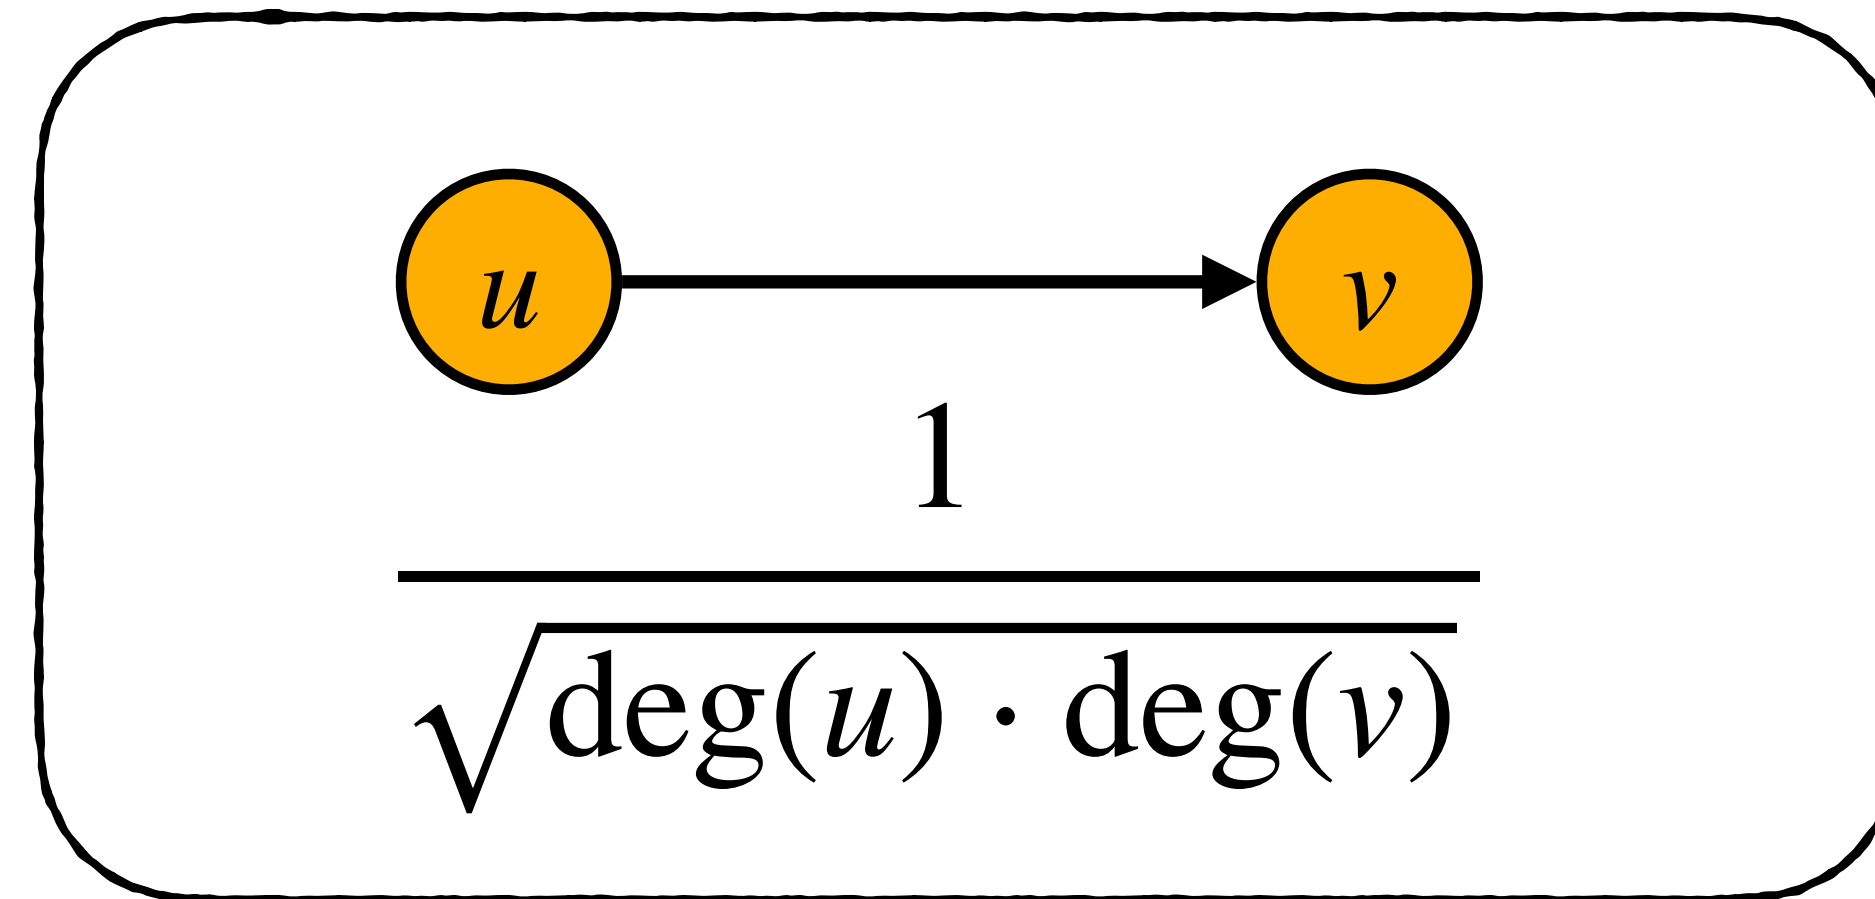 u v
1
√deg(u) · deg(v)